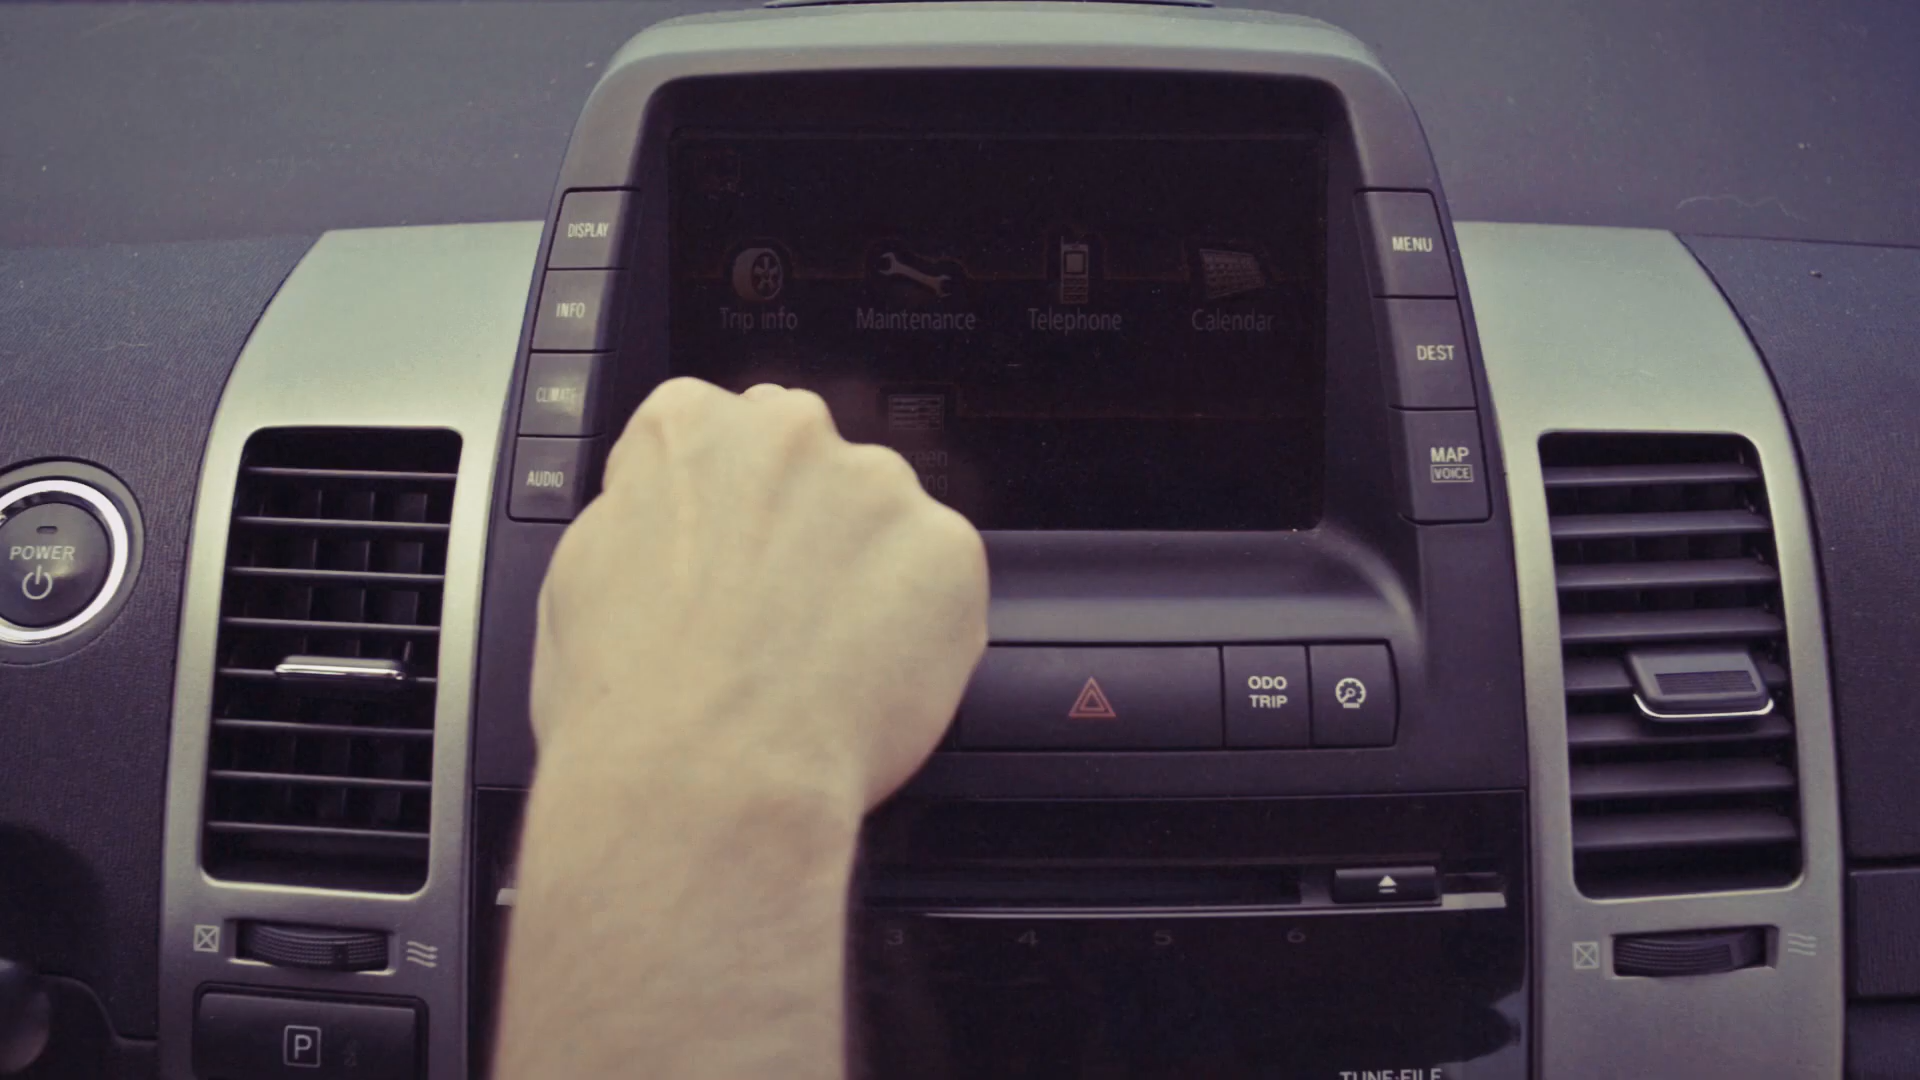 DISPLAY
MENU
INFO
Trip info
Maintenance
Telephone
Calendar
DEST
CLIMATE
AUDIO
MAP
VOICE
POWER
ODO
TRIP
3 4 5 6
P
TUNE·FILE